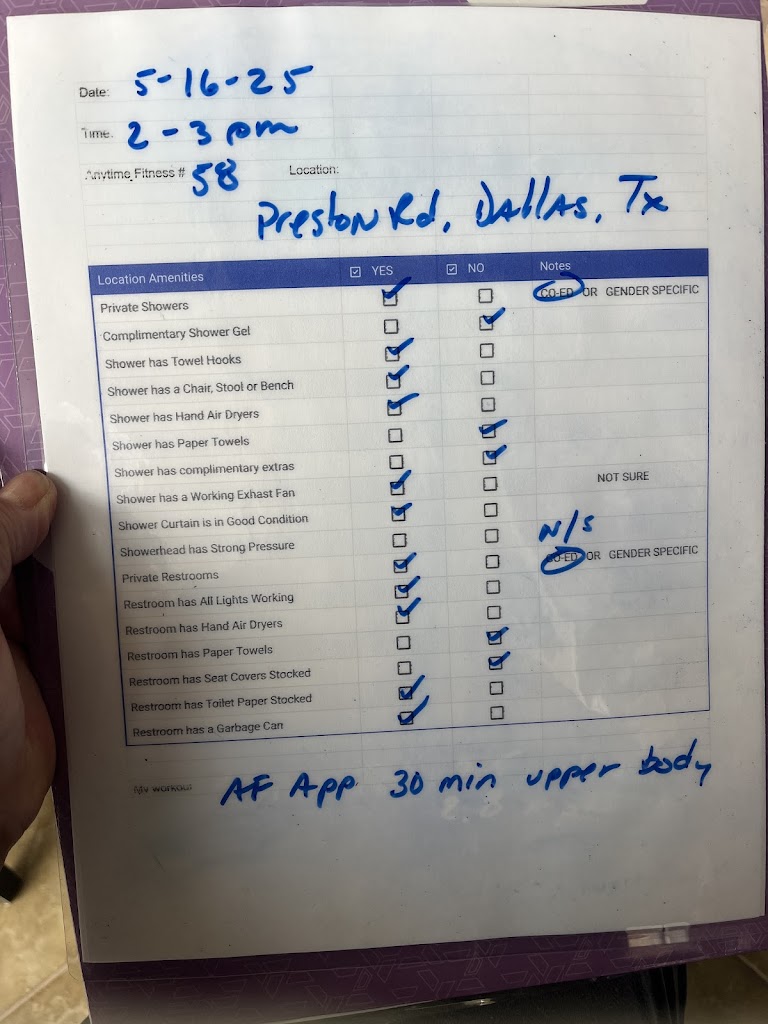 Date: 5-16-25
Time: 2-3 pm
Anytime Fitness # 58 Location:
Preston Rd, Dallas, Tx
Location Amenities ☑ YES ☑ NO Notes
Private Showers ☑ ☐ CO-ED OR GENDER SPECIFIC
Complimentary Shower Gel ☐ ☑
Shower has Towel Hooks ☑ ☐
Shower has a Chair, Stool or Bench ☑ ☐
Shower has Hand Air Dryers ☑ ☐
Shower has Paper Towels ☐ ☑
Shower has complimentary extras ☐ ☑
Shower has a Working Exhast Fan ☑ ☐ NOT SURE
Shower Curtain is in Good Condition ☑ ☐
Showerhead has Strong Pressure ☐ ☐ N/S
Private Restrooms ☑ ☐ CO-ED OR GENDER SPECIFIC
Restroom has All Lights Working ☑ ☐
Restroom has Hand Air Dryers ☑ ☐
Restroom has Paper Towels ☐ ☑
Restroom has Seat Covers Stocked ☐ ☑
Restroom has Toilet Paper Stocked ☑ ☐
Restroom has a Garbage Can ☑ ☐
My workout AF App 30 min upper body